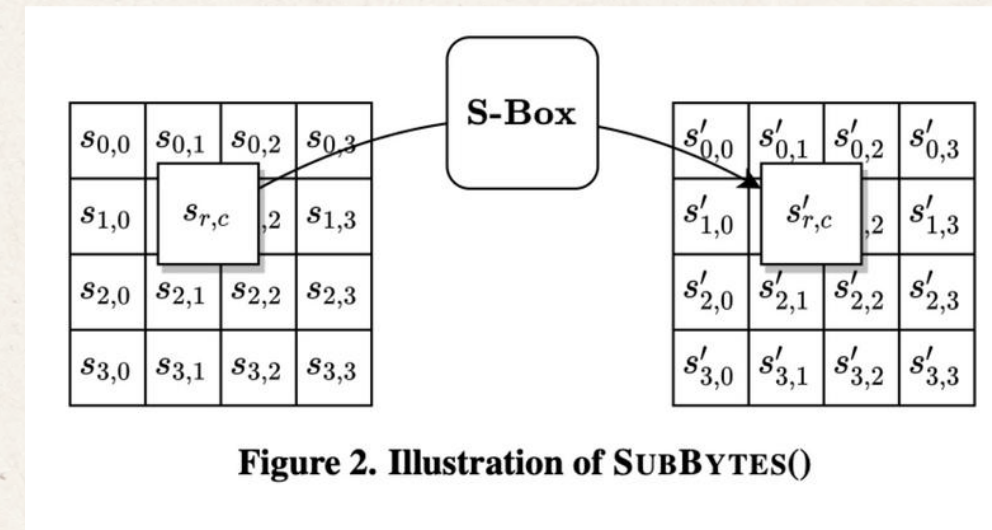 S-Box
s0,0 s0,1 s0,2 s0,3 s′0,0 s′0,1 s′0,2 s′0,3
s1,0 sr,c ,2 s1,3 s′1,0 s′r,c ,2 s′1,3
s2,0 s2,1 s2,2 s2,3 s′2,0 s′2,1 s′2,2 s′2,3
s3,0 s3,1 s3,2 s3,3 s′3,0 s′3,1 s′3,2 s′3,3
Figure 2. Illustration of SUBBYTES()